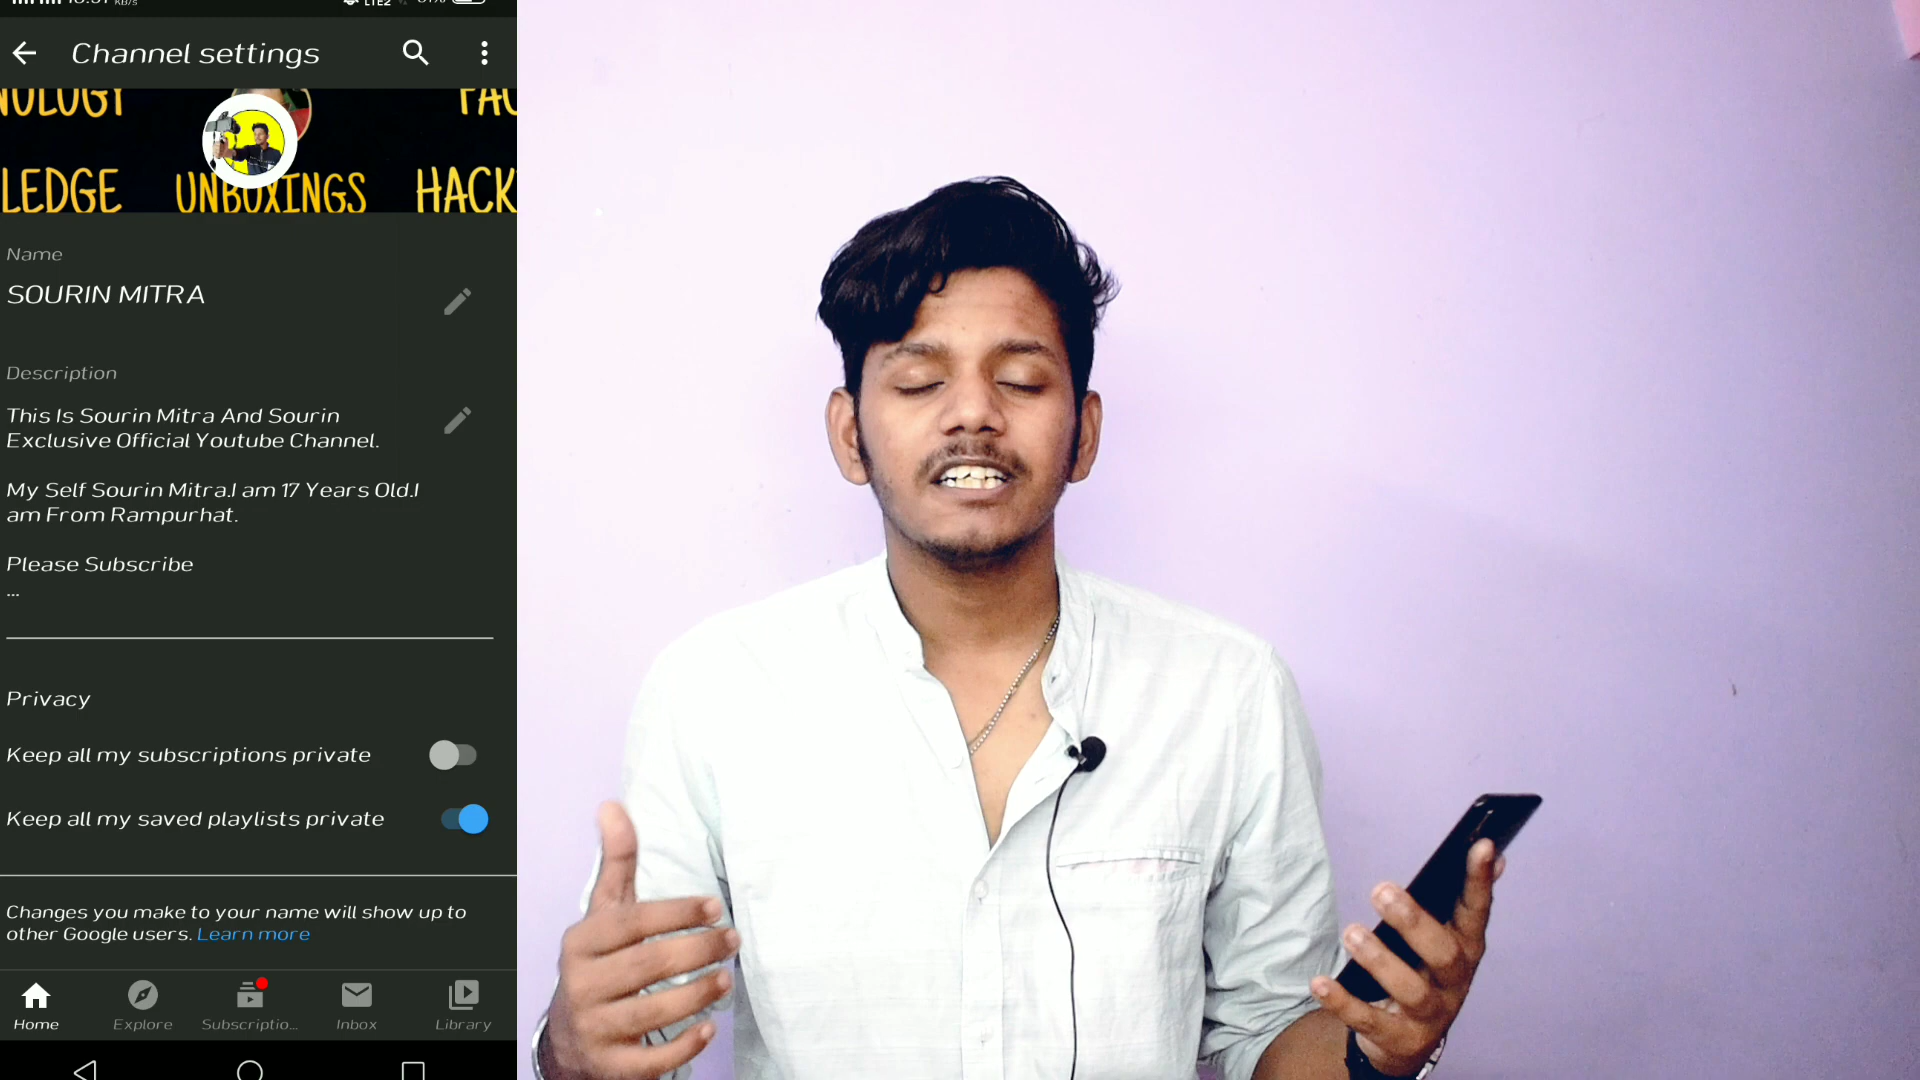 KB/s
LTE2
Channel settings
UNBOXINGS
Name
SOURIN MITRA
Description
This Is Sourin Mitra And Sourin
Exclusive Official Youtube Channel.
My Self Sourin Mitra.I am 17 Years Old.I
am From Rampurhat.
Please Subscribe
...
Privacy
Keep all my subscriptions private
Keep all my saved playlists private
Changes you make to your name will show up to
other Google users. Learn more
Home Explore Subscriptio... Inbox Library